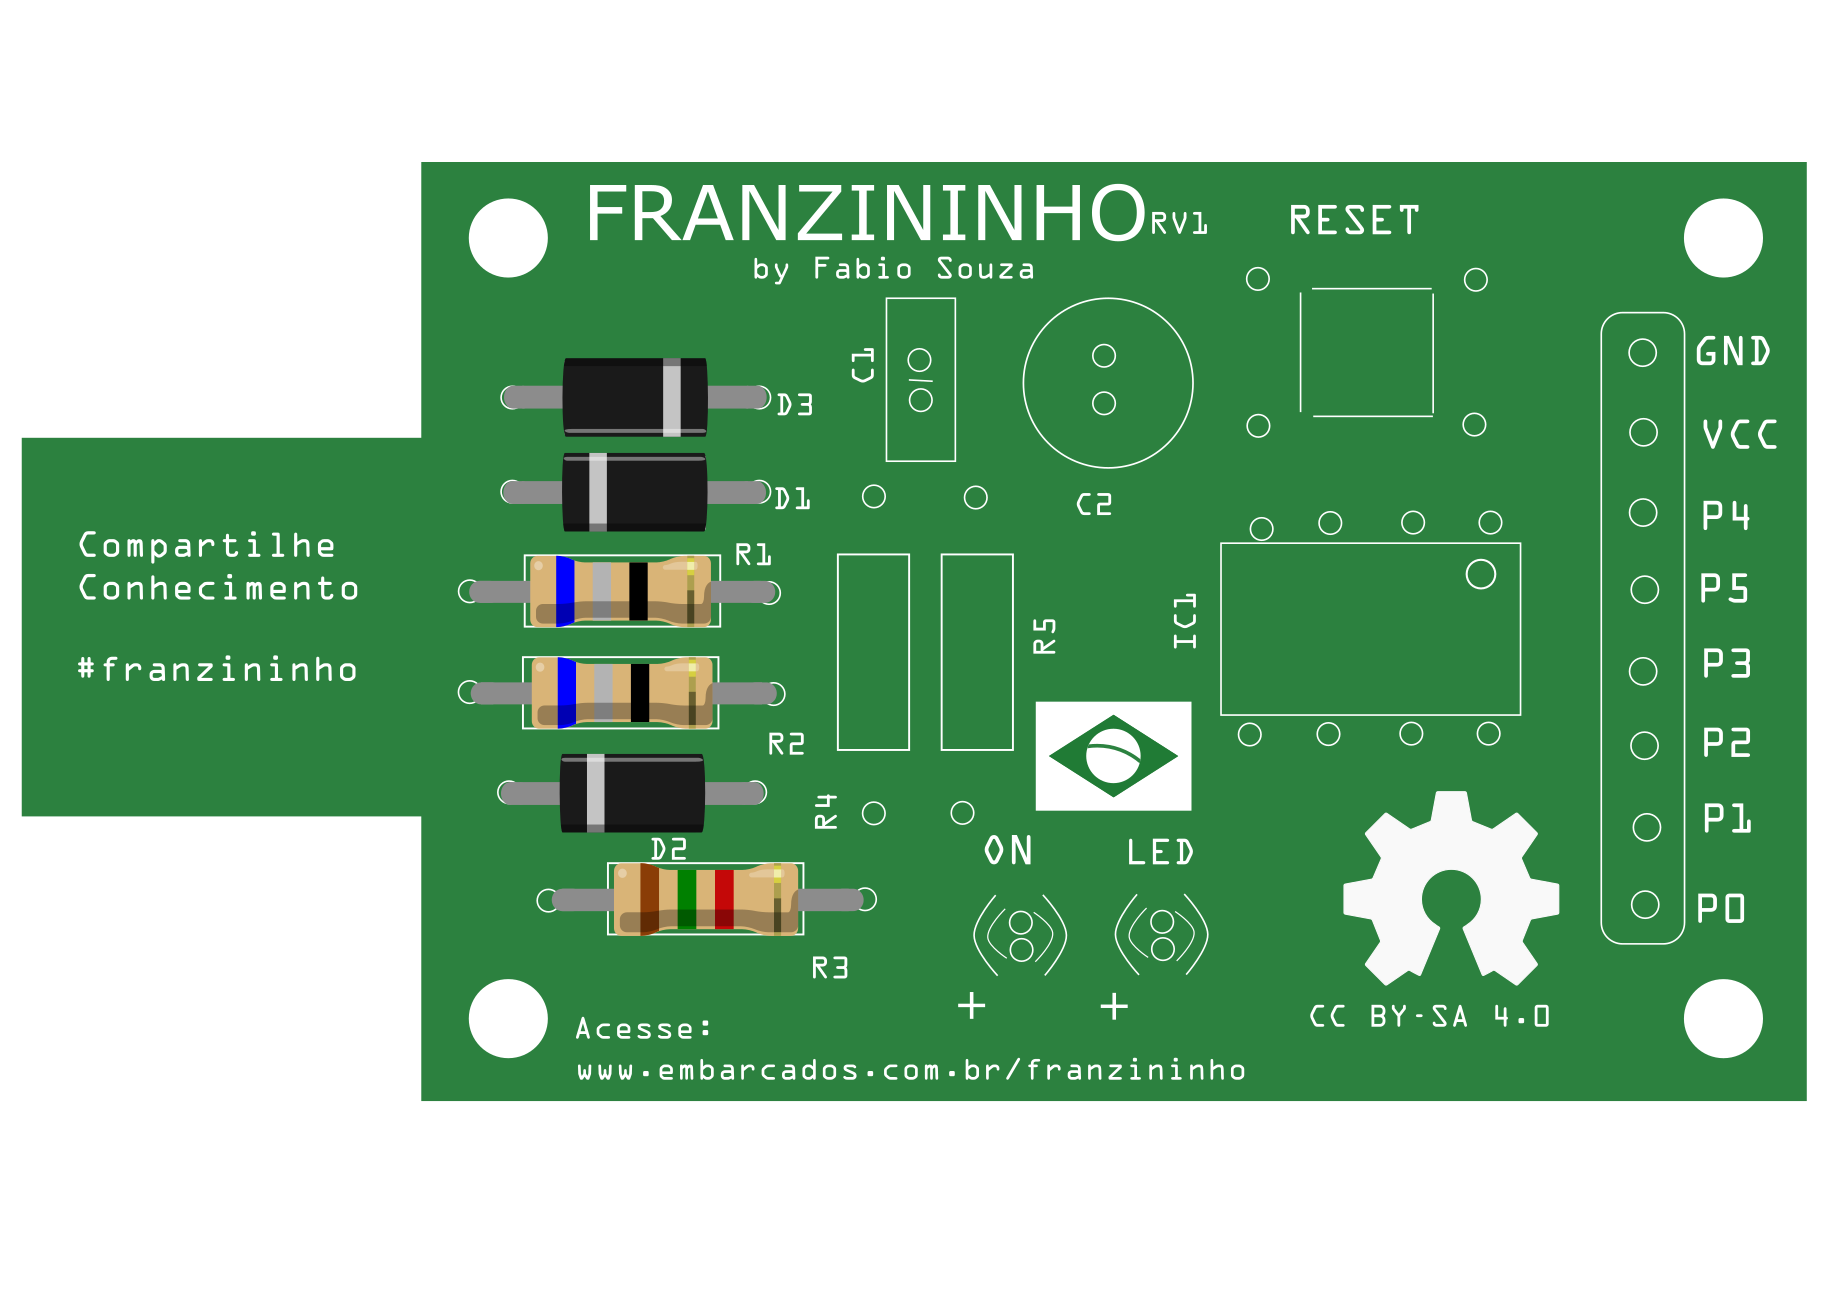 FRANZININHO RV1
by Fabio Souza
RESET
C1
D3
D1
C2
R1
R5
IC1
R2
R4
D2
R3
ON
LED
+
+
GND
VCC
P4
P5
P3
P2
P1
P0
Compartilhe
Conhecimento
#franzininho
CC BY-SA 4.0
Acesse:
www.embarcados.com.br/franzininho